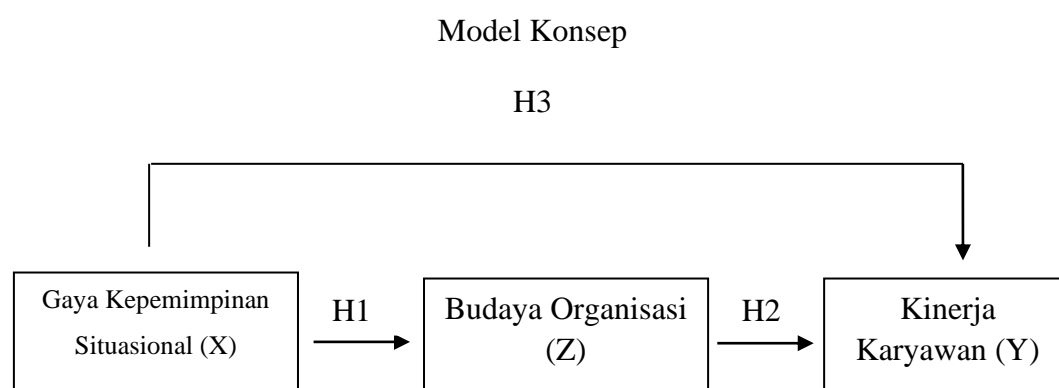 Model Konsep
H3
Gaya Kepemimpinan
Situasional (X)
H1
Budaya Organisasi
(Z)
H2
Kinerja
Karyawan (Y)